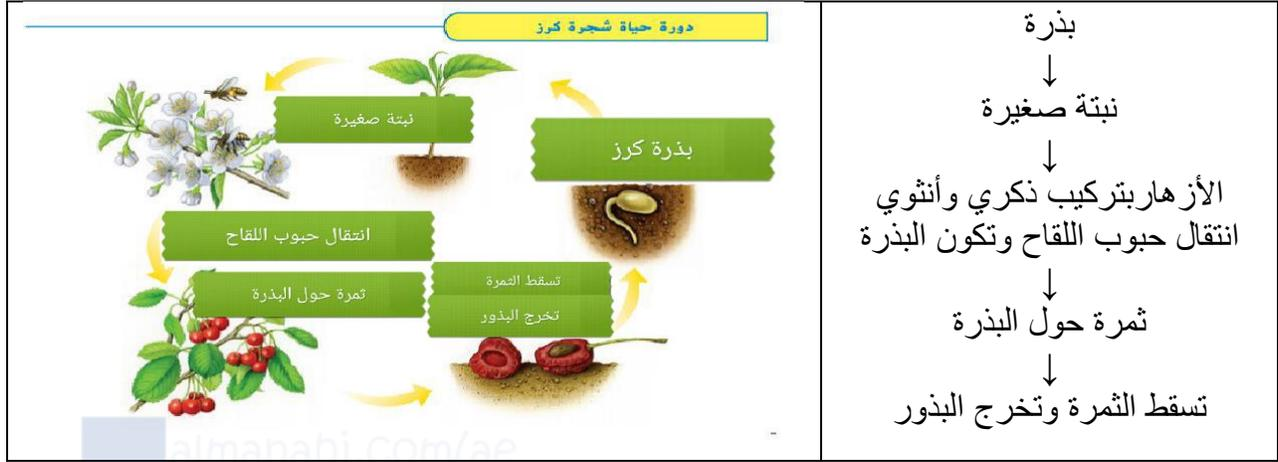 دورة حياة شجرة كرز
نبتة صغيرة
بذرة كرز
انتقال حبوب اللقاح
ثمرة حول البذرة
تسقط الثمرة
تخرج البذور
almanahj.com/ae
بذرة
↓
نبتة صغيرة
↓
الأزهاربتركيب ذكري وأنثوي
انتقال حبوب اللقاح وتكون البذرة
↓
ثمرة حول البذرة
↓
تسقط الثمرة وتخرج البذور